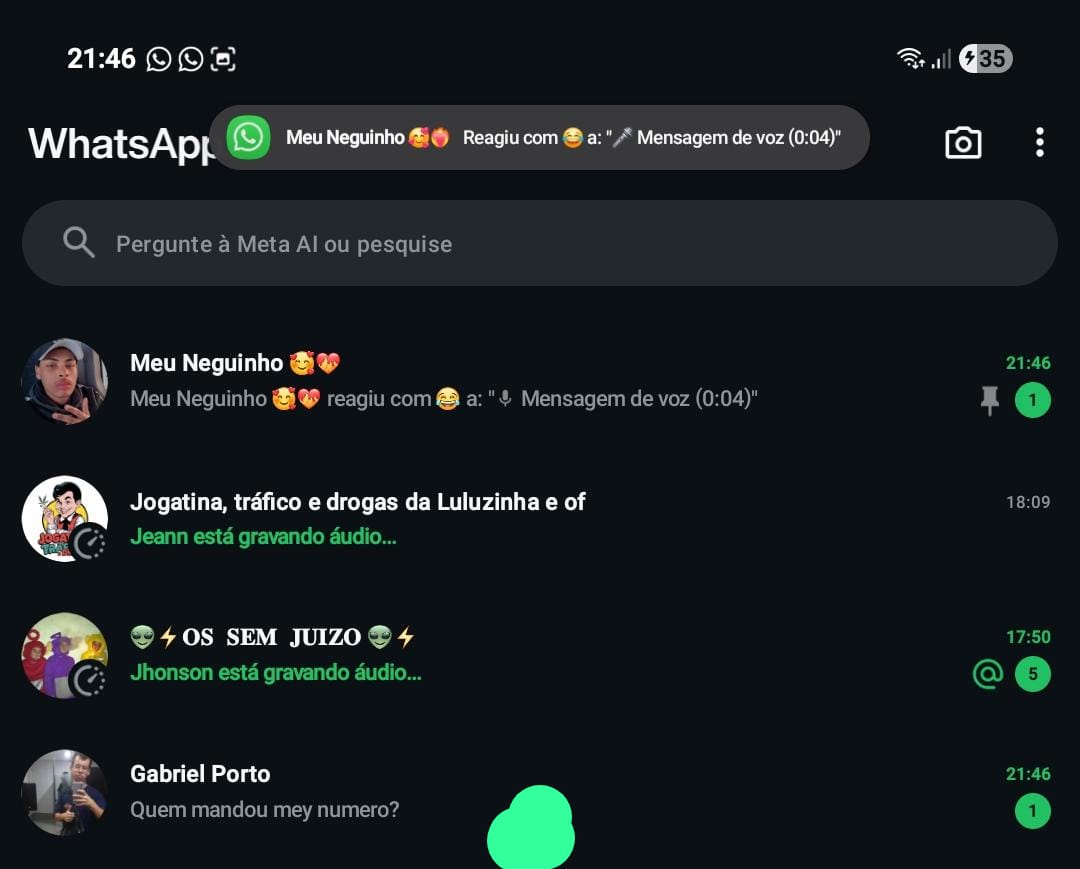 21:46
35
WhatsApp
Meu Neguinho 🥰❤️‍🔥 Reagiu com 😂 a: "🎤 Mensagem de voz (0:04)"
Pergunte à Meta AI ou pesquise
Meu Neguinho 🥰💝
21:46
Meu Neguinho 🥰💝 reagiu com 😂 a: "🎙 Mensagem de voz (0:04)"
1
Jogatina, tráfico e drogas da Luluzinha e of
18:09
Jeann está gravando áudio...
👽⚡𝐎𝐒 𝐒𝐄𝐌 𝐉𝐔𝐈𝐙𝐎👽⚡
17:50
Jhonson está gravando áudio...
@ 5
Gabriel Porto
21:46
Quem mandou mey numero?
1